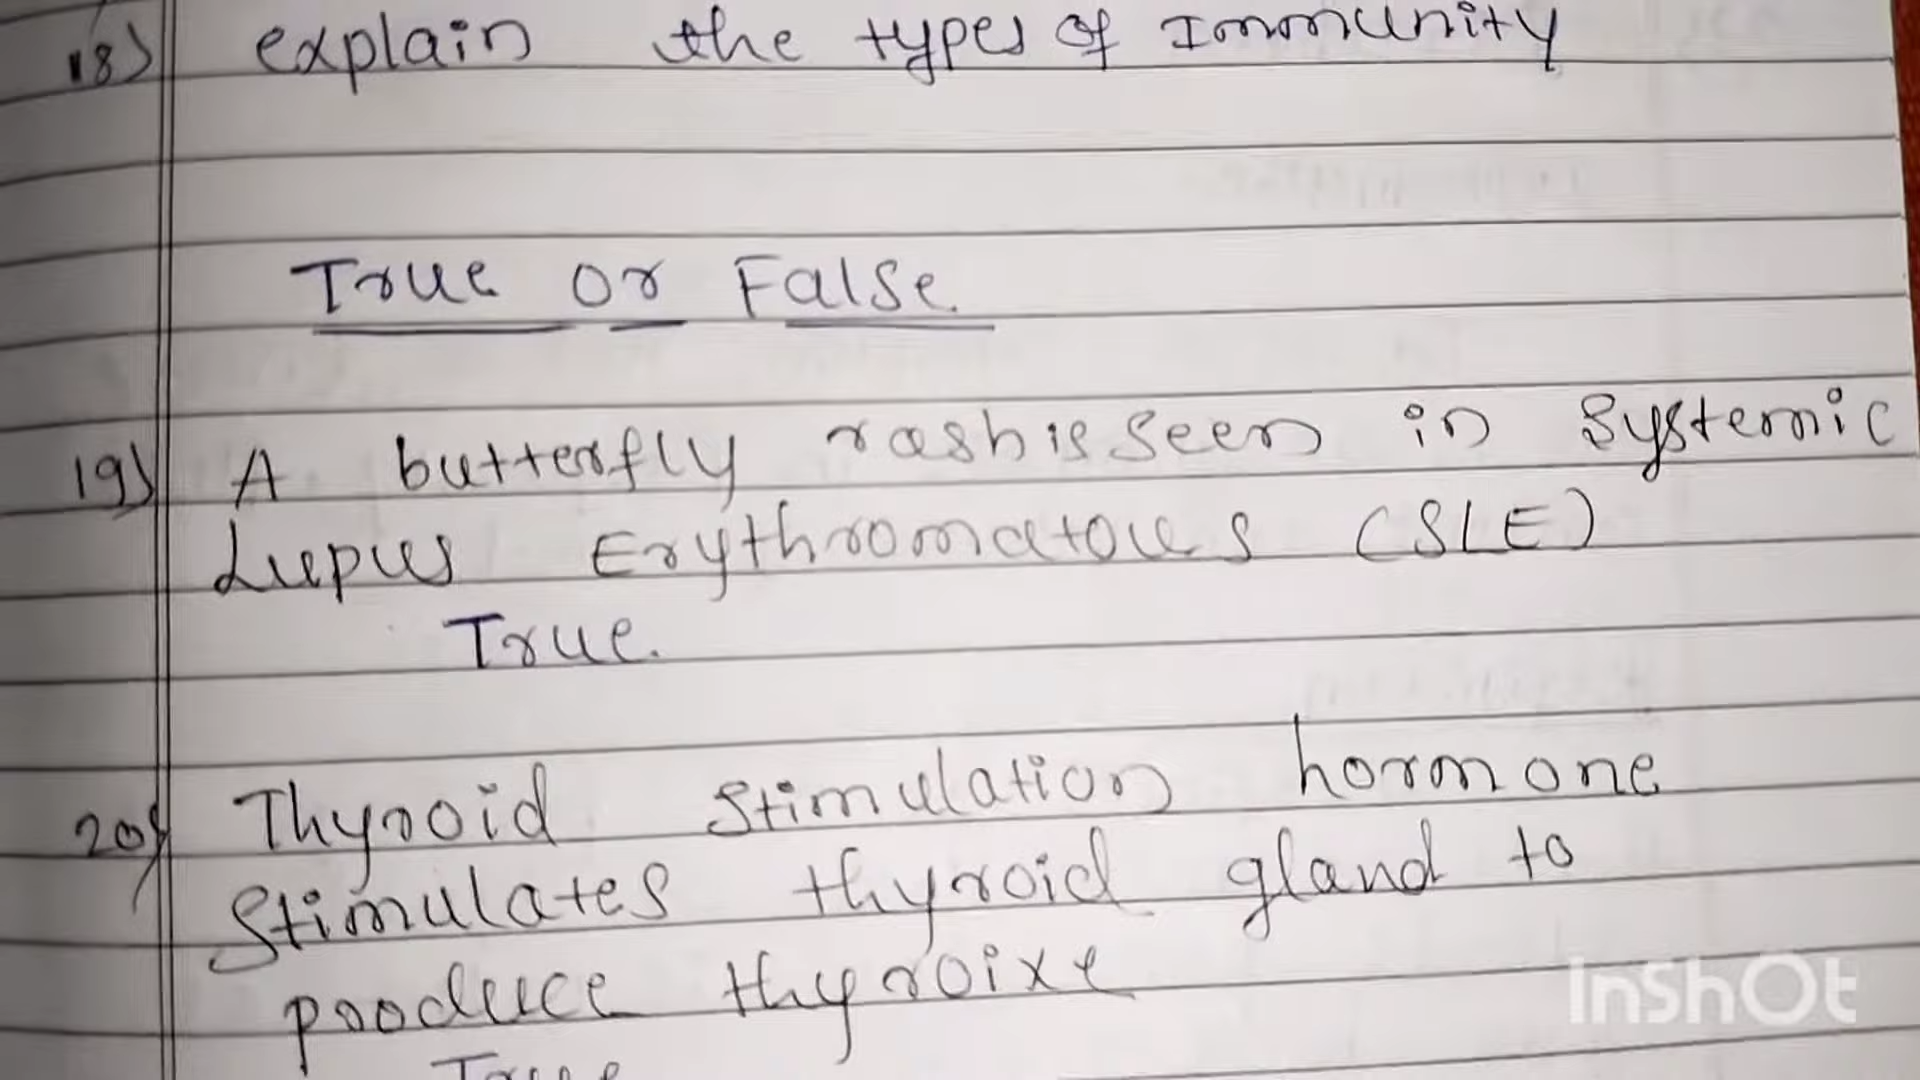 18) explain the types of Immunity
True or False.
19) A butterfly rash is seen in Systemic
Lupus Erythromatous (SLE)
True.
20) Thyroid Stimulation hormone
Stimulates thyroid gland to
produce thyroixe
True
InShOt